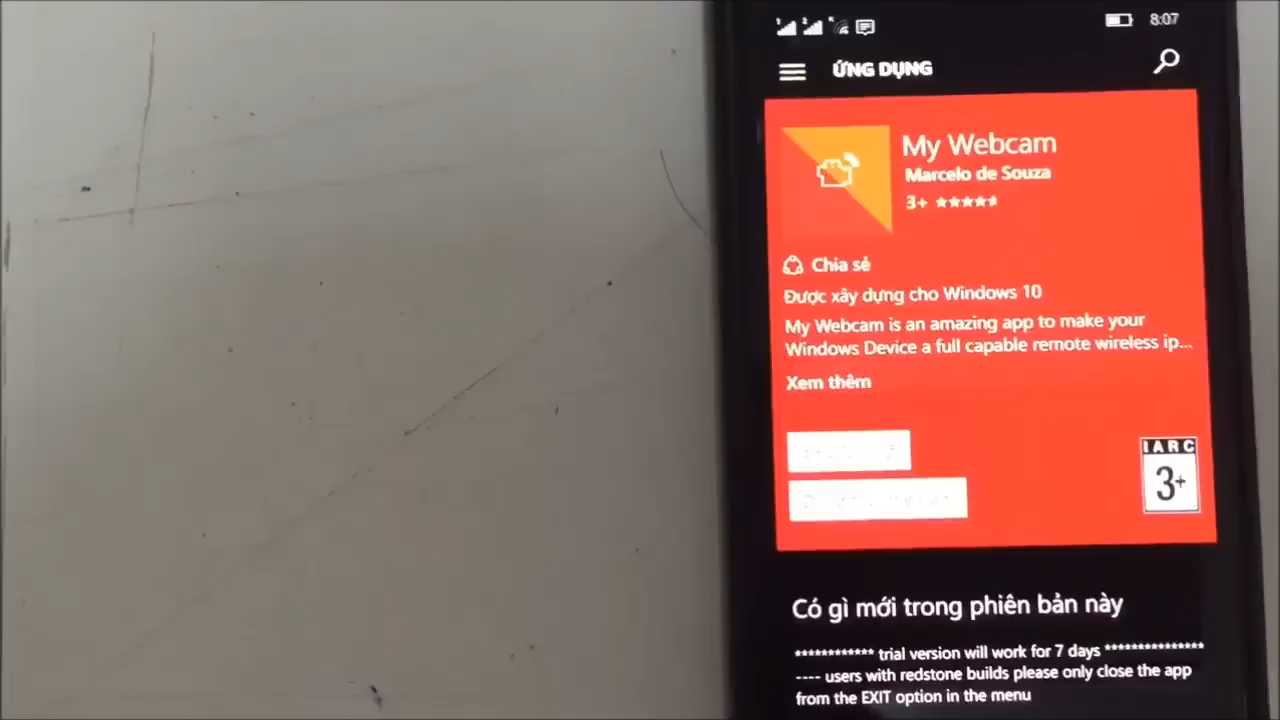 8:07
ỨNG DỤNG
My Webcam
Marcelo de Souza
3+ ★★★★★
Chia sẻ
Được xây dựng cho Windows 10
My Webcam is an amazing app to make your
Windows Device a full capable remote wireless ip...
Xem thêm
IARC
3+
Có gì mới trong phiên bản này
************ trial version will work for 7 days ***************
---- users with redstone builds please only close the app
from the EXIT option in the menu